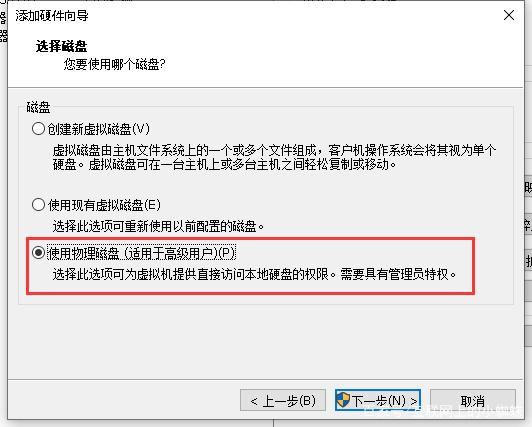 添加硬件向导
选择磁盘
您要使用哪个磁盘?
磁盘
创建新虚拟磁盘(V)
虚拟磁盘由主机文件系统上的一个或多个文件组成，客户机操作系统会将其视为单个
硬盘。虚拟磁盘可在一台主机上或多台主机之间轻松复制或移动。
使用现有虚拟磁盘(E)
选择此选项可重新使用以前配置的磁盘。
使用物理磁盘 (适用于高级用户)(P)
选择此选项可为虚拟机提供直接访问本地硬盘的权限。需要具有管理员特权。
< 上一步(B)
下一步(N) >
取消